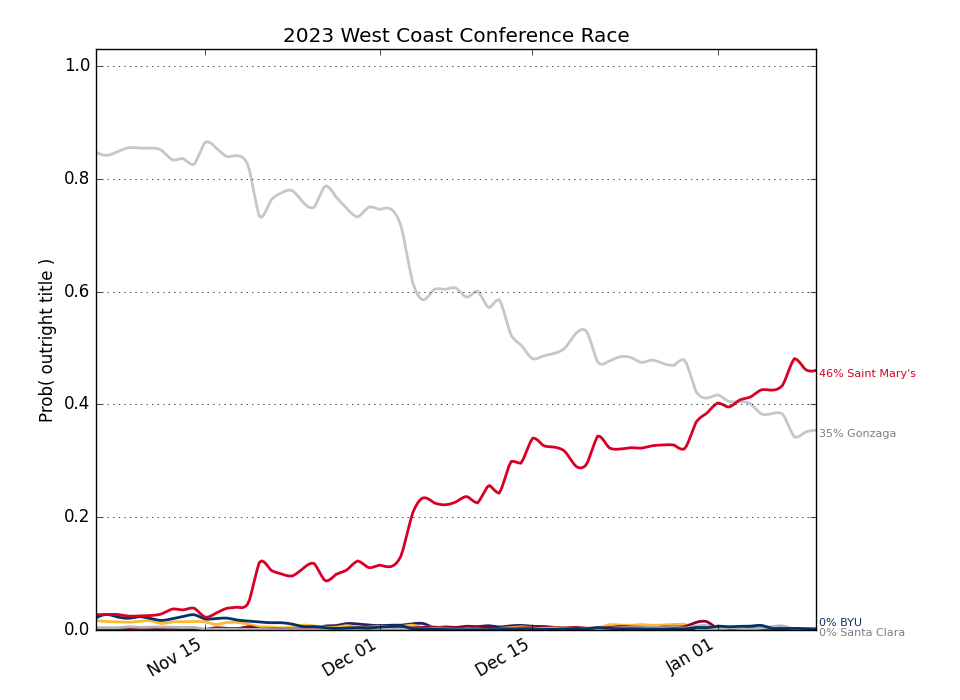 2023 West Coast Conference Race
Prob( outright title )
1.0
0.8
0.6
0.4
0.2
0.0
46% Saint Mary's
35% Gonzaga
0% BYU
0% Santa Clara
Nov 15
Dec 01
Dec 15
Jan 01